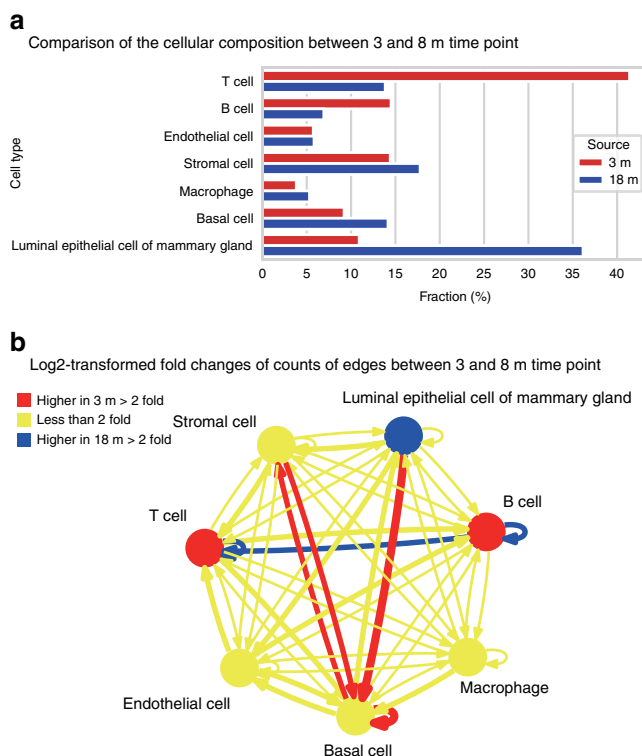 a
Comparison of the cellular composition between 3 and 8 m time point
Cell type
T cell
B cell
Endothelial cell
Stromal cell
Macrophage
Basal cell
Luminal epithelial cell of mammary gland
Source
3 m
18 m
0 5 10 15 20 25 30 35 40
Fraction (%)
b
Log2-transformed fold changes of counts of edges between 3 and 8 m time point
Higher in 3 m > 2 fold
Less than 2 fold
Higher in 18 m > 2 fold
Luminal epithelial cell of mammary gland
Stromal cell
T cell
B cell
Endothelial cell
Macrophage
Basal cell